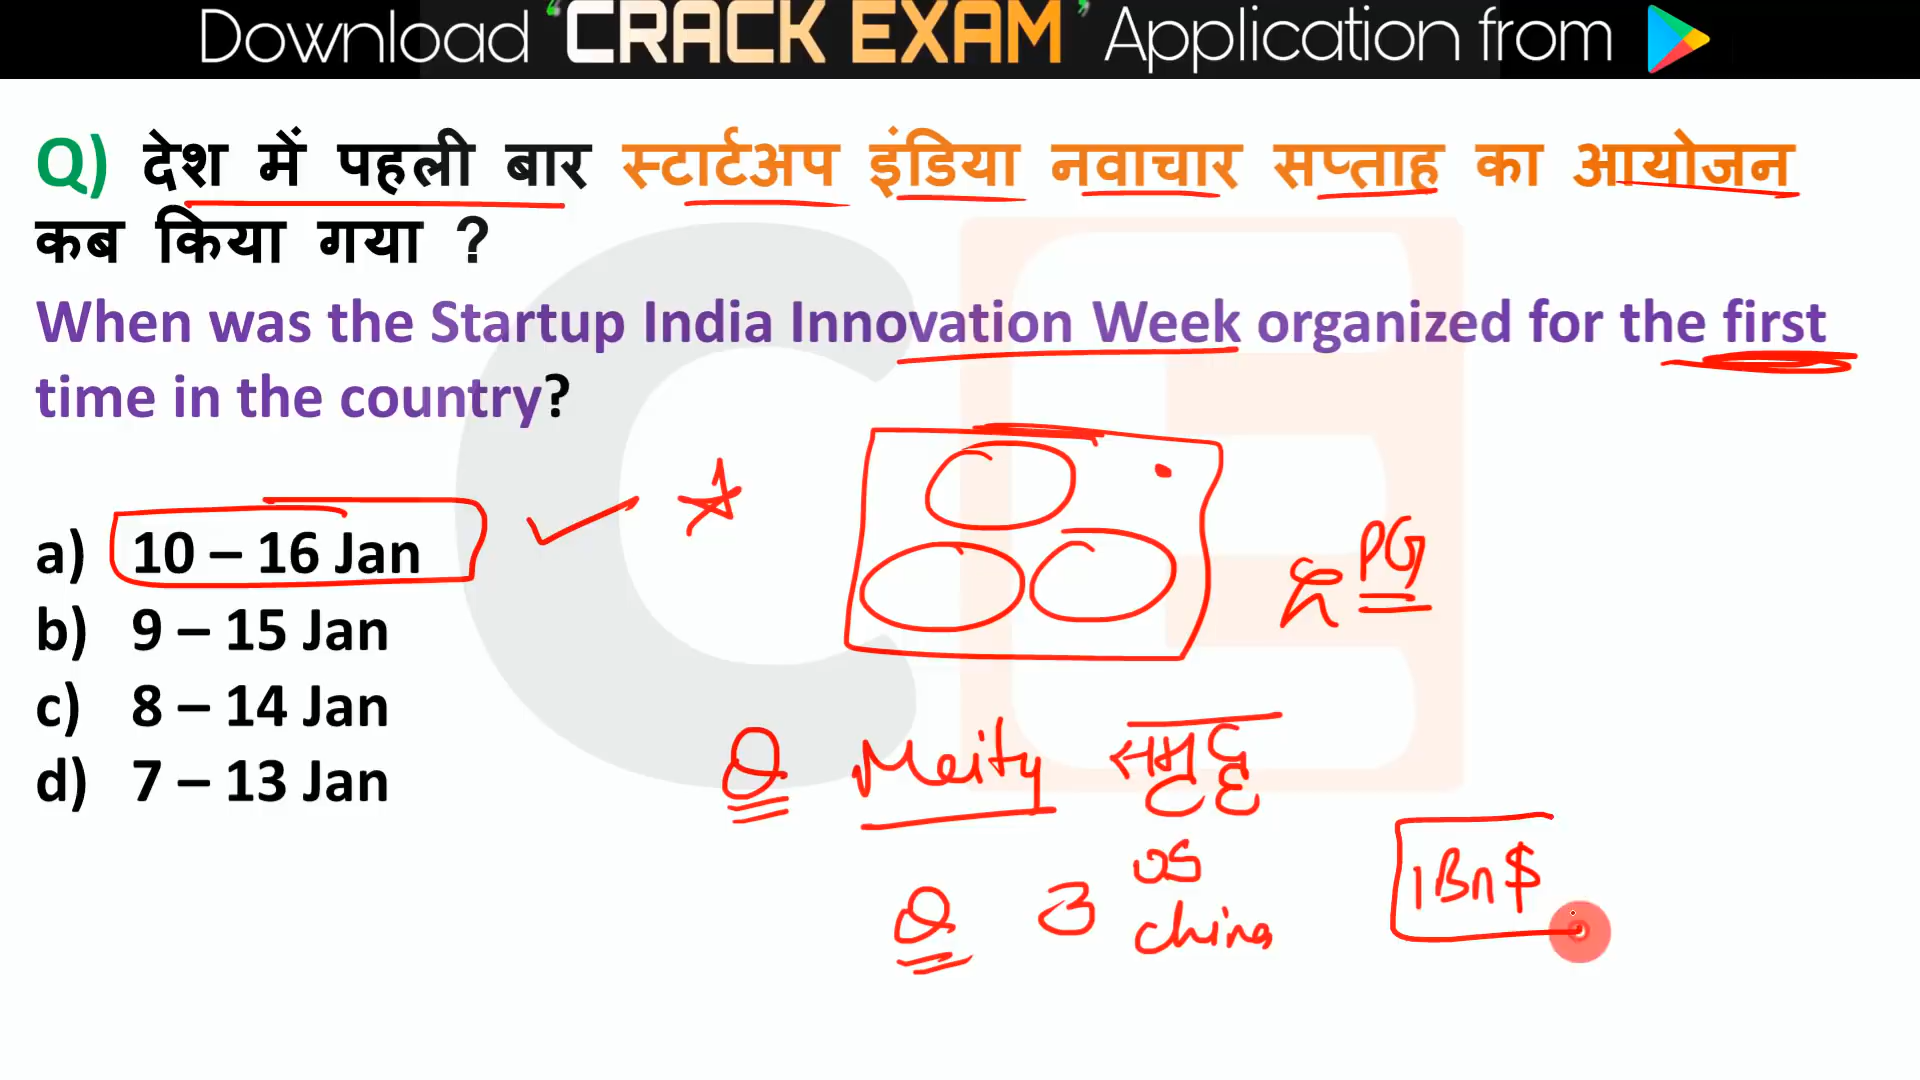 Download 'CRACK EXAM' Application from
Q) देश में पहली बार स्टार्टअप इंडिया नवाचार सप्ताह का आयोजन
कब किया गया ?
When was the Startup India Innovation Week organized for the first
time in the country?
a) 10 – 16 Jan
b) 9 – 15 Jan
c) 8 – 14 Jan
d) 7 – 13 Jan
PG
Q Meity समृद्ध
Q 3 US
China
1Bn$